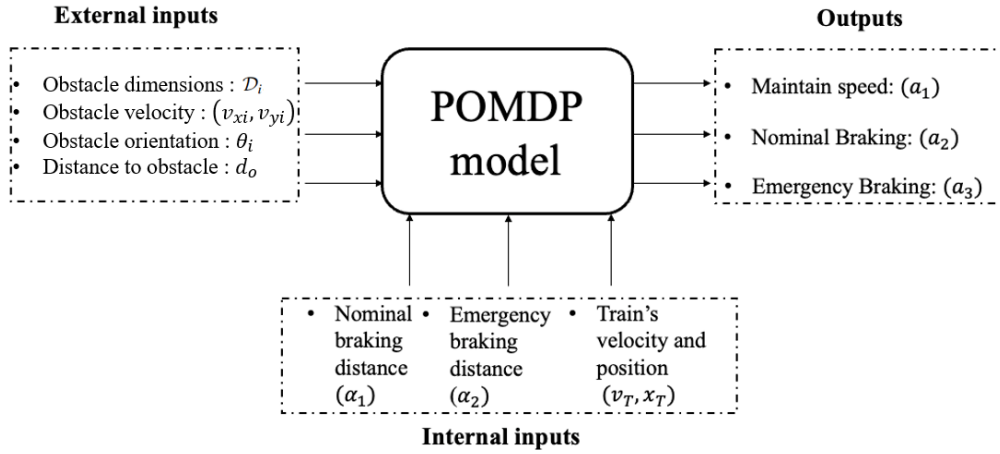 External inputs
• Obstacle dimensions : 𝒟ᵢ
• Obstacle velocity : (vₓᵢ, vᵧᵢ)
• Obstacle orientation : θᵢ
• Distance to obstacle : dₒ
POMDP
model
Outputs
• Maintain speed: (a₁)
• Nominal Braking: (a₂)
• Emergency Braking: (a₃)
• Nominal
braking
distance
(α₁)
• Emergency
braking
distance
(α₂)
• Train’s
velocity and
position
(v_T, x_T)
Internal inputs